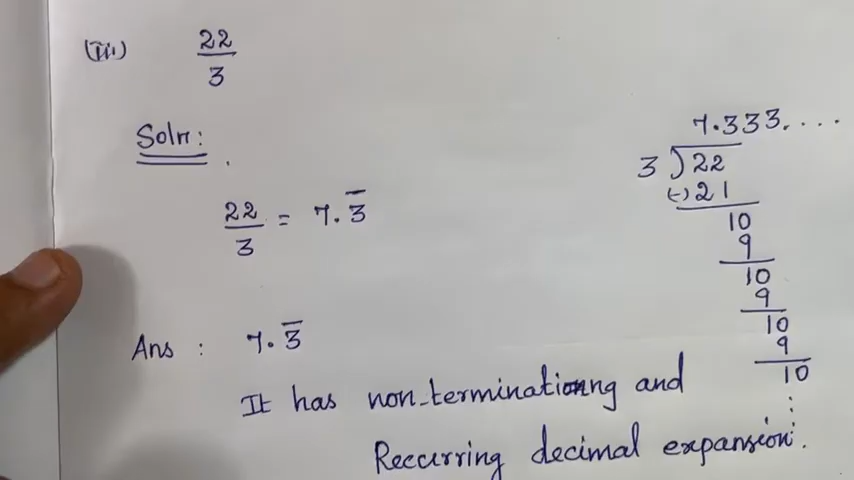 (iii) 22/3
Soln:
22/3 = 7.3̅
7.333....
3 ) 22
(-) 21
10
9
10
9
10
9
10
⋮
Ans : 7.3̅
It has non-terminationng and
Recurring decimal expansion.